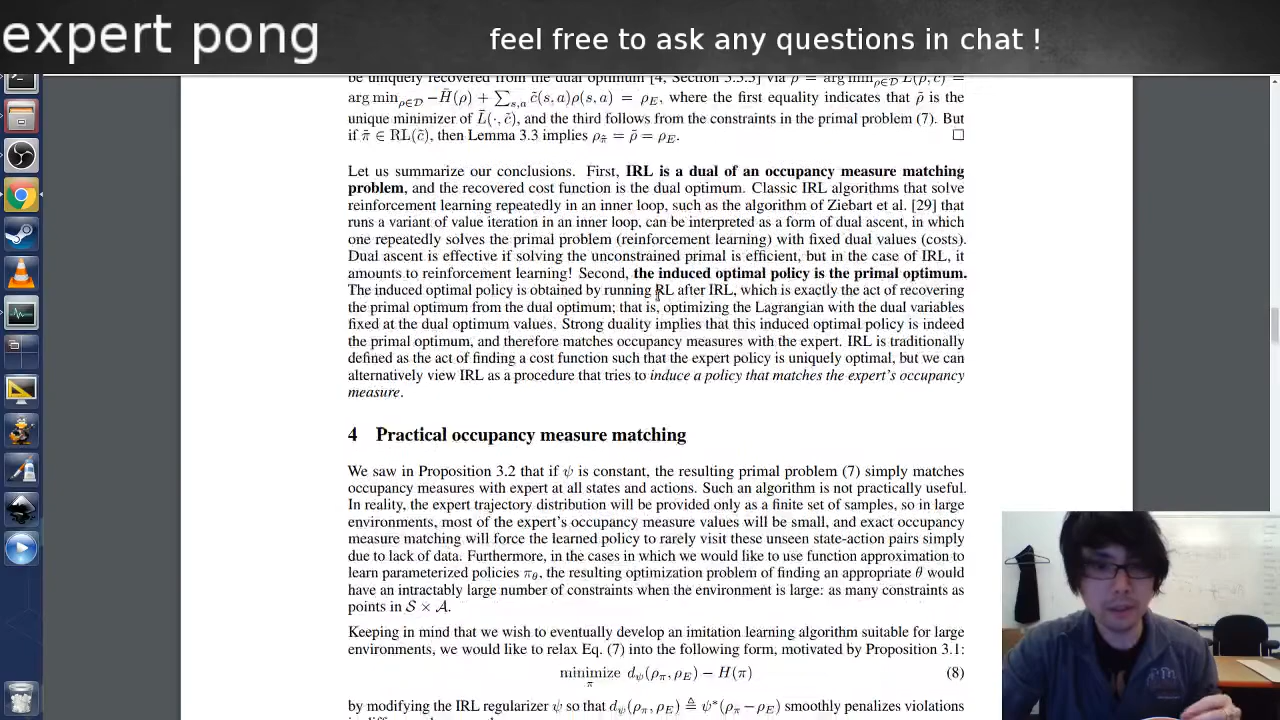 expert pong
feel free to ask any questions in chat !
be uniquely recovered from the dual optimum [4, Section 5.5.5] via ρ̃ = arg min_{ρ∈𝒟} L̄(ρ, c̃) =
arg min_{ρ∈𝒟} −H̄(ρ) + ∑_{s,a} c̃(s, a)ρ(s, a) = ρ_E, where the first equality indicates that ρ̃ is the
unique minimizer of L̄(·, c̃), and the third follows from the constraints in the primal problem (7). But
if π̃ ∈ RL(c̃), then Lemma 3.3 implies ρ_π̃ = ρ̃ = ρ_E. □
Let us summarize our conclusions. First, IRL is a dual of an occupancy measure matching
problem, and the recovered cost function is the dual optimum. Classic IRL algorithms that solve
reinforcement learning repeatedly in an inner loop, such as the algorithm of Ziebart et al. [29] that
runs a variant of value iteration in an inner loop, can be interpreted as a form of dual ascent, in which
one repeatedly solves the primal problem (reinforcement learning) with fixed dual values (costs).
Dual ascent is effective if solving the unconstrained primal is efficient, but in the case of IRL, it
amounts to reinforcement learning! Second, the induced optimal policy is the primal optimum.
The induced optimal policy is obtained by running RL after IRL, which is exactly the act of recovering
the primal optimum from the dual optimum; that is, optimizing the Lagrangian with the dual variables
fixed at the dual optimum values. Strong duality implies that this induced optimal policy is indeed
the primal optimum, and therefore matches occupancy measures with the expert. IRL is traditionally
defined as the act of finding a cost function such that the expert policy is uniquely optimal, but we can
alternatively view IRL as a procedure that tries to induce a policy that matches the expert's occupancy
measure.
4 Practical occupancy measure matching
We saw in Proposition 3.2 that if ψ is constant, the resulting primal problem (7) simply matches
occupancy measures with expert at all states and actions. Such an algorithm is not practically useful.
In reality, the expert trajectory distribution will be provided only as a finite set of samples, so in large
environments, most of the expert's occupancy measure values will be small, and exact occupancy
measure matching will force the learned policy to rarely visit these unseen state-action pairs simply
due to lack of data. Furthermore, in the cases in which we would like to use function approximation to
learn parameterized policies π_θ, the resulting optimization problem of finding an appropriate θ would
have an intractably large number of constraints when the environment is large: as many constraints as
points in 𝒮 × 𝒜.
Keeping in mind that we wish to eventually develop an imitation learning algorithm suitable for large
environments, we would like to relax Eq. (7) into the following form, motivated by Proposition 3.1:
minimize_π d_ψ(ρ_π, ρ_E) − H(π) (8)
by modifying the IRL regularizer ψ so that d_ψ(ρ_π, ρ_E) ≜ ψ*(ρ_π − ρ_E) smoothly penalizes violations